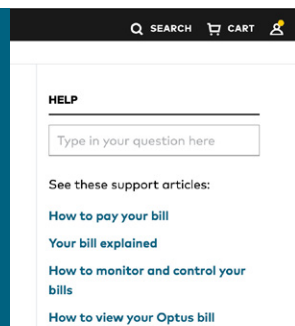 SEARCH CART
HELP
Type in your question here
See these support articles:
How to pay your bill
Your bill explained
How to monitor and control your
bills
How to view your Optus bill